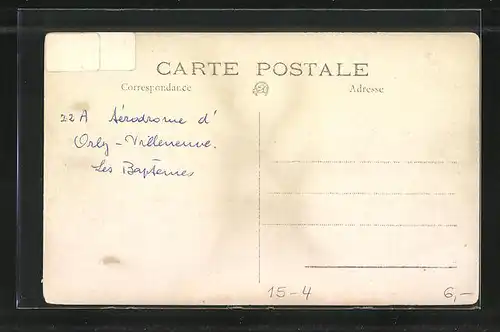 CARTE POSTALE
Correspondance
Adresse
22 A Aérodrome d'
Orly - Villeneuve.
Les Baptêmes
15-4
6,-